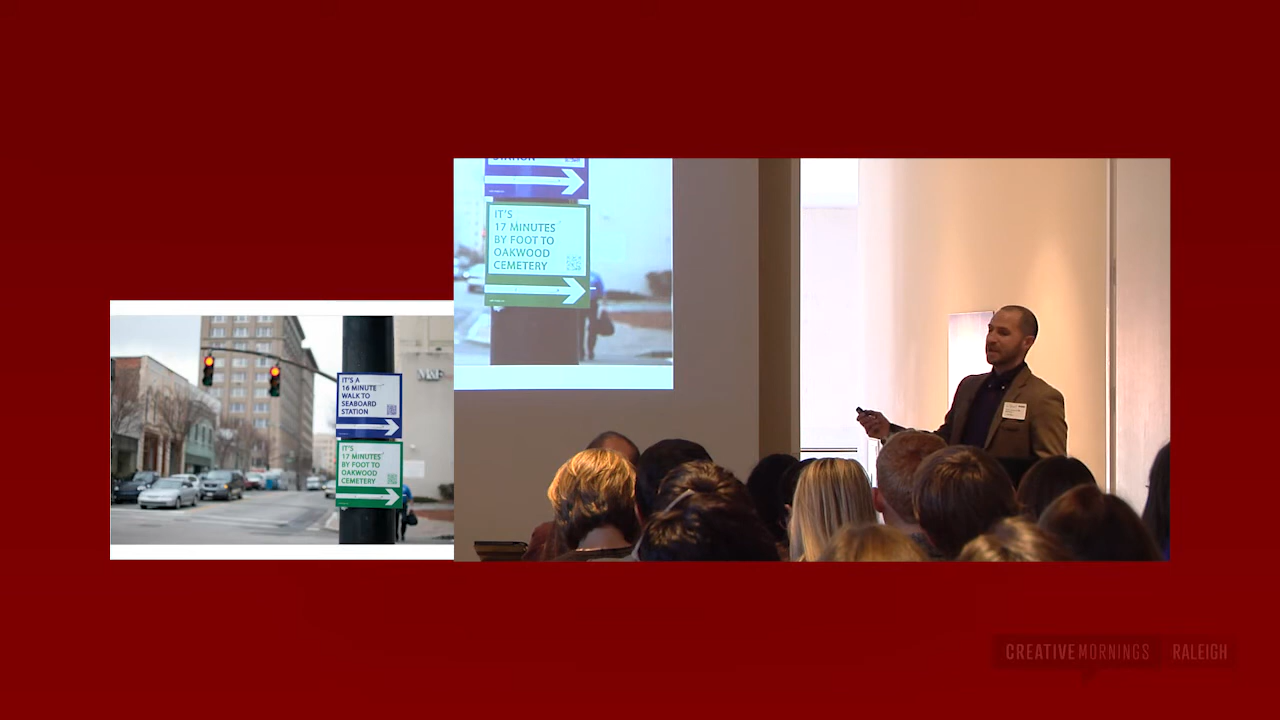 IT'S A
16 MINUTE
WALK TO
SEABOARD
STATION
IT'S
17 MINUTES
BY FOOT TO
OAKWOOD
CEMETERY
M&F
STATION
IT'S
17 MINUTES
BY FOOT TO
OAKWOOD
CEMETERY
CREATIVEMORNINGS RALEIGH